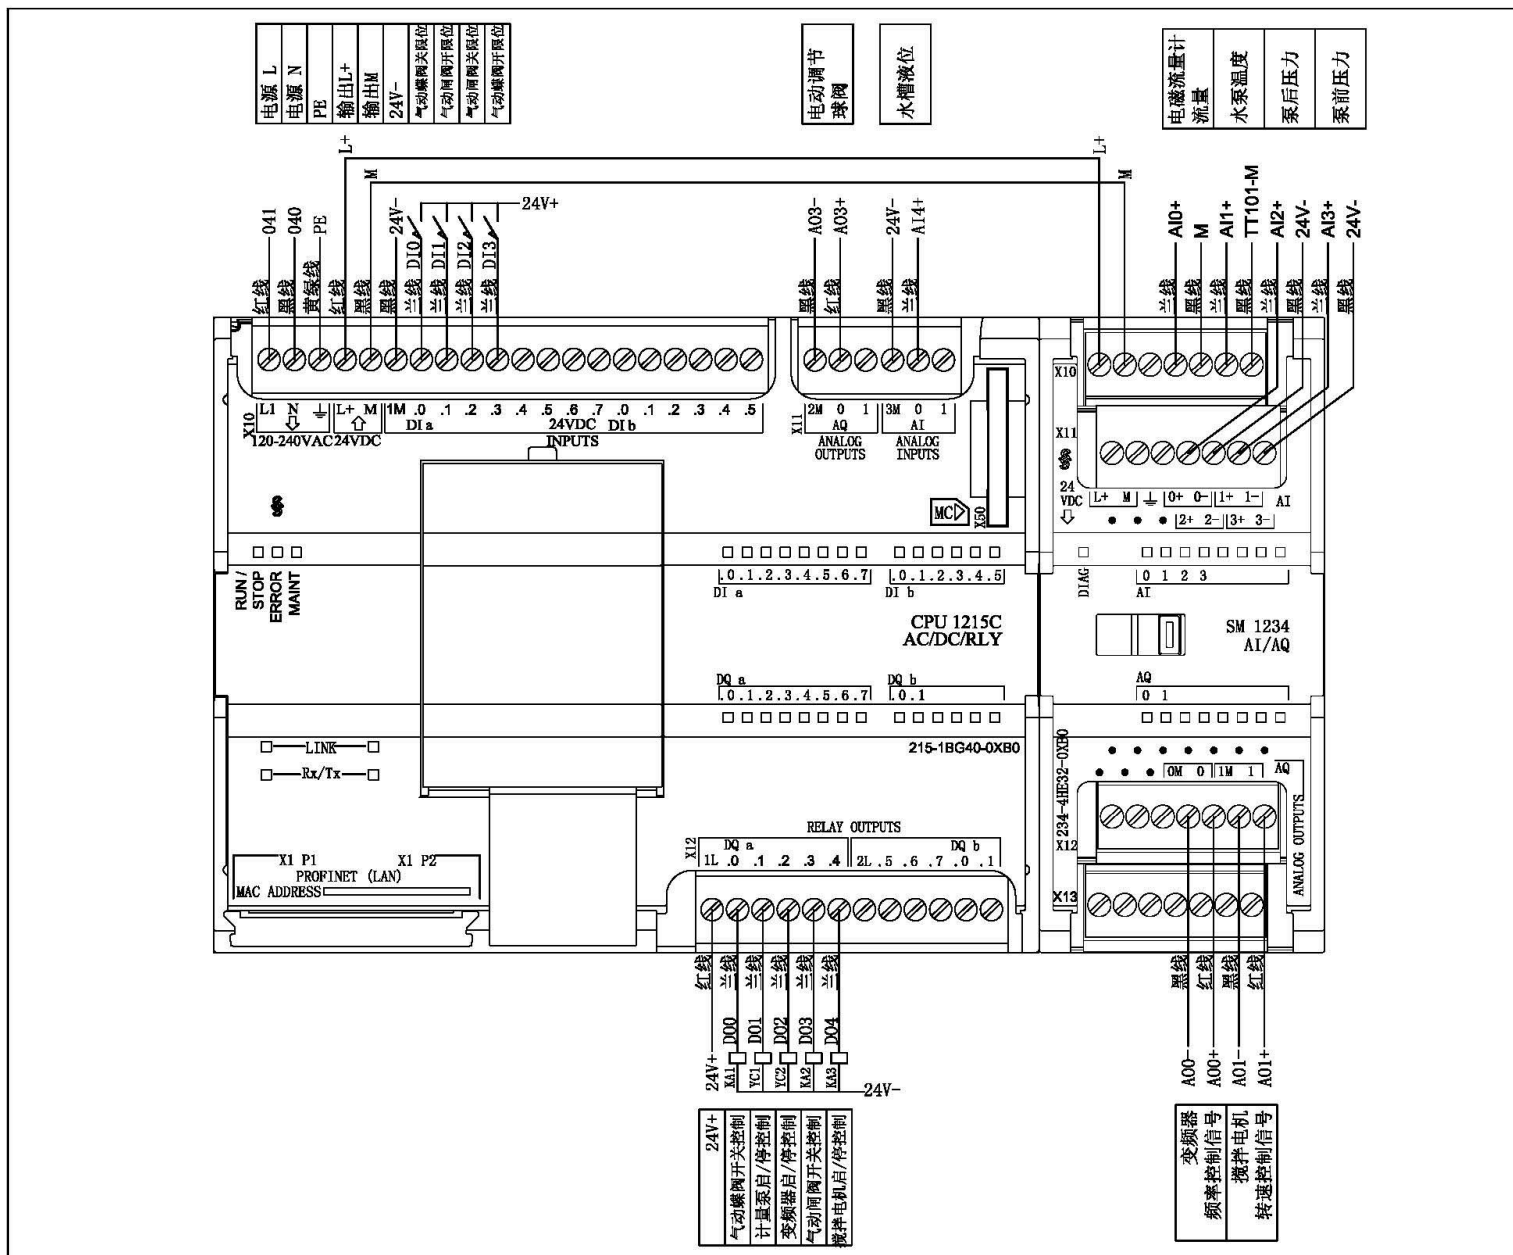 电源 L
电源 N
PE
输出L+
输出M
24V-
气动蝶阀关限位
气动闸阀开限位
气动闸阀关限位
气动蝶阀开限位
电动调节
球阀
水槽液位
电磁流量计
流量
水泵温度
泵后压力
泵前压力
L+
M
L+
M
041
040
PE
24V-
DI0
DI1
DI2
DI3
24V+
A03-
A03+
24V-
AI4+
AI0+
M
AI1+
TT101-M
AI2+
24V-
AI3+
24V-
红线
黑线
黄绿线
红线
黑线
黑线
兰线
兰线
兰线
兰线
黑线
红线
黑线
兰线
兰线
黑线
兰线
黑线
兰线
黑线
兰线
黑线
X10
L1 N L+ M 1M .0 .1 .2 .3 .4 .5 .6 .7 .0 .1 .2 .3 .4 .5
DI a 24VDC DI b
120-240VAC 24VDC INPUTS
X11
2M 0 1 3M 0 1
AQ AI
ANALOG OUTPUTS
ANALOG INPUTS
MC
X50
X10
X11
24
VDC
L+ M 0+ 0- 1+ 1- AI
2+ 2- 3+ 3-
RUN /
STOP
ERROR
MAINT
.0.1.2.3.4.5.6.7
DI a
.0.1.2.3.4.5
DI b
DIAG
0 1 2 3
AI
CPU 1215C
AC/DC/RLY
SM 1234
AI/AQ
DQ a
.0.1.2.3.4.5.6.7
DQ b
.0.1
AQ
0 1
LINK
Rx/Tx
215-1BG40-0XB0
234-4HE32-0XB0
0M 0 1M 1 AQ
ANALOG OUTPUTS
X12
X13
X1 P1 X1 P2
PROFINET (LAN)
MAC ADDRESS
RELAY OUTPUTS
X12
DQ a DQ b
1L .0 .1 .2 .3 .4 2L .5 .6 .7 .0 .1
红线
兰线
兰线
兰线
兰线
兰线
黑线
红线
黑线
红线
24V+
DO0
DO1
DO2
DO3
DO4
KA1
YC1
YC2
KA2
KA3
24V-
A00-
A00+
A01-
A01+
24V+
气动蝶阀开关控制
计量泵启/停控制
变频器启/停控制
气动闸阀开关控制
搅拌电机启/停控制
变频器
频率控制信号
搅拌电机
转速控制信号